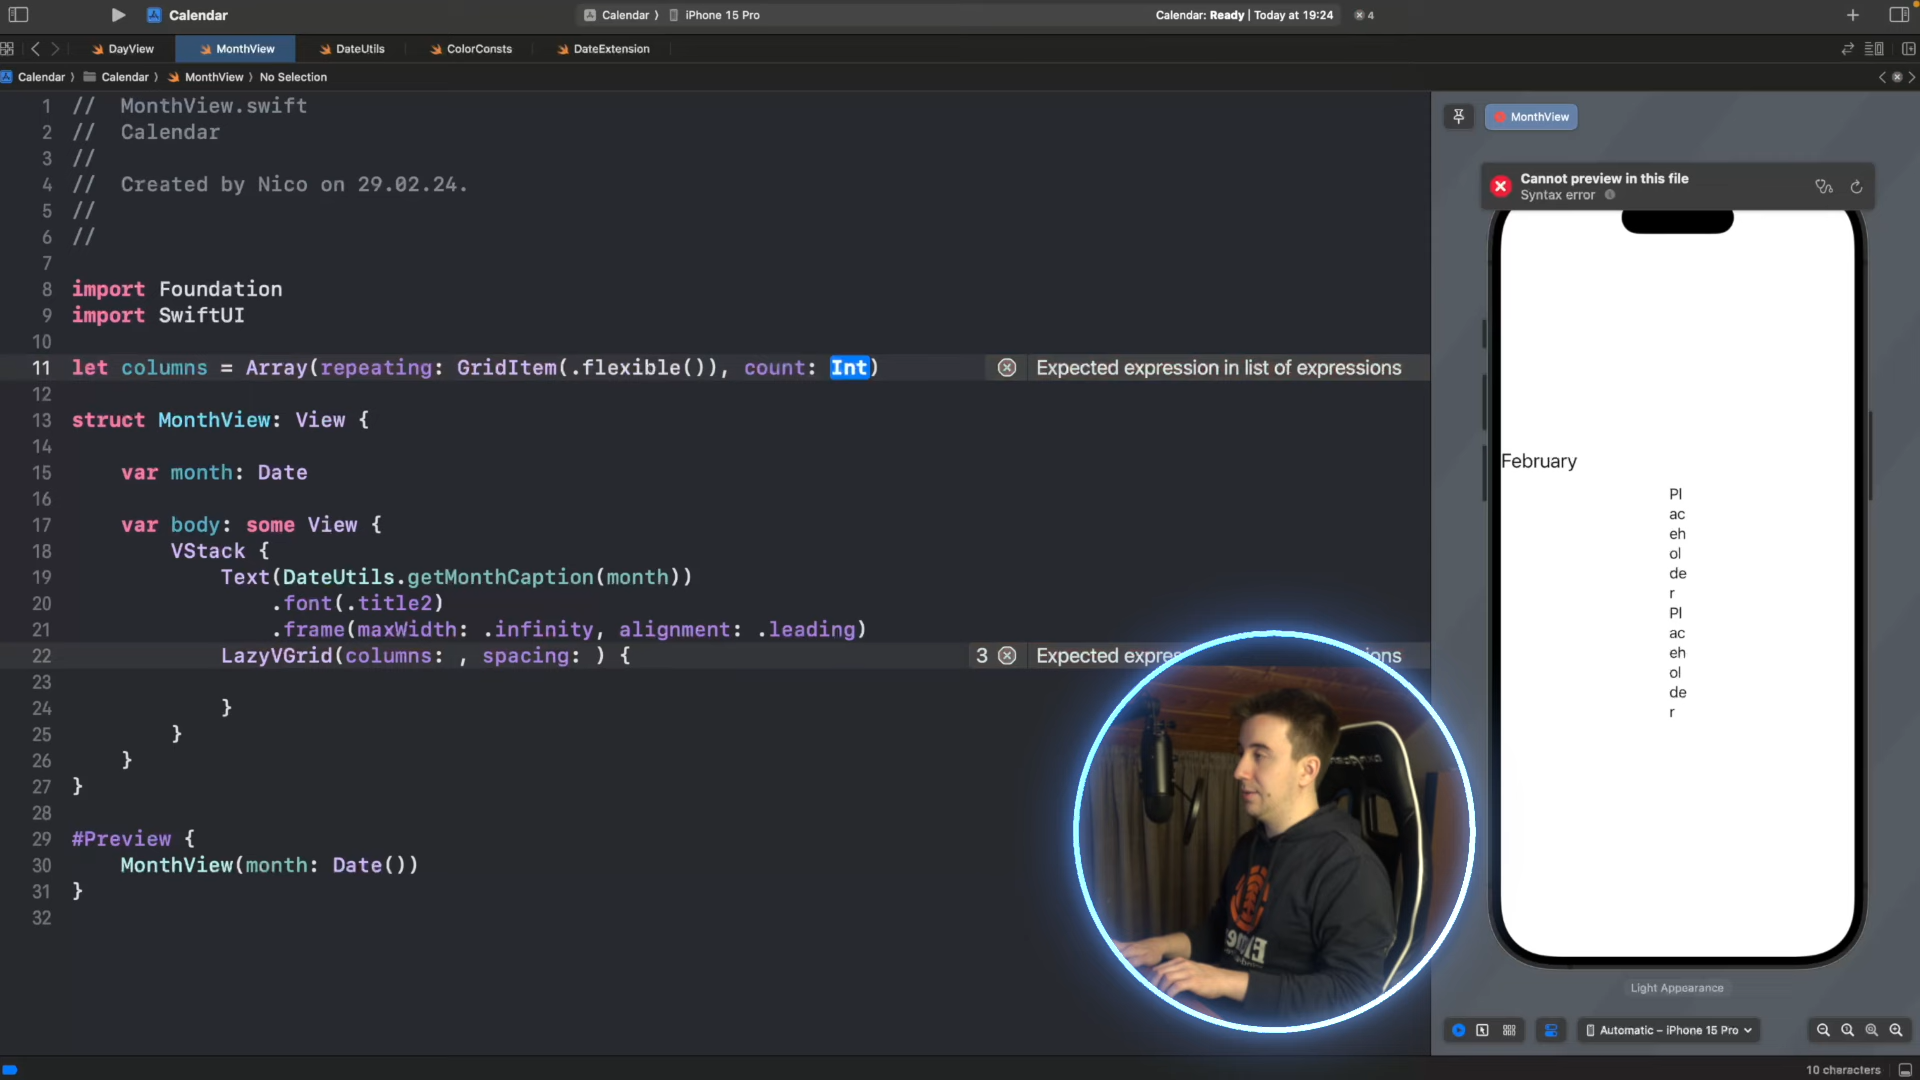 Calendar
Calendar ⟩ iPhone 15 Pro
Calendar: Ready | Today at 19:24
4
DayView
MonthView
DateUtils
ColorConsts
DateExtension
Calendar ⟩ Calendar ⟩ MonthView ⟩ No Selection
1 // MonthView.swift
2 // Calendar
3 //
4 // Created by Nico on 29.02.24.
5 //
6 //
7
8 import Foundation
9 import SwiftUI
10
11 let columns = Array(repeating: GridItem(.flexible()), count: Int)
Expected expression in list of expressions
12
13 struct MonthView: View {
14
15 var month: Date
16
17 var body: some View {
18 VStack {
19 Text(DateUtils.getMonthCaption(month))
20 .font(.title2)
21 .frame(maxWidth: .infinity, alignment: .leading)
22 LazyVGrid(columns: , spacing: ) {
3 Expected
23
24 }
25 }
26 }
27 }
28
29 #Preview {
30 MonthView(month: Date())
31 }
32
MonthView
Cannot preview in this file
Syntax error
February
Pl
ac
eh
ol
de
r
Pl
ac
eh
ol
de
r
Light Appearance
Automatic – iPhone 15 Pro
10 characters